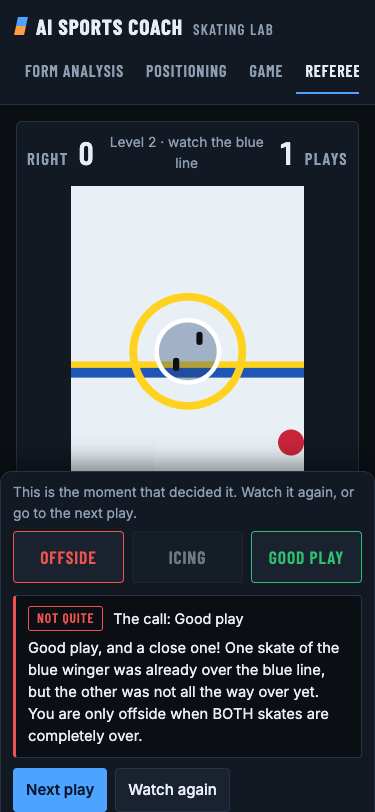 AI SPORTS COACH SKATING LAB
FORM ANALYSIS POSITIONING GAME REFEREE
RIGHT 0 Level 2 · watch the blue line 1 PLAYS
This is the moment that decided it. Watch it again, or
go to the next play.
OFFSIDE ICING GOOD PLAY
NOT QUITE The call: Good play
Good play, and a close one! One skate of the
blue winger was already over the blue line,
but the other was not all the way over yet.
You are only offside when BOTH skates are
completely over.
Next play Watch again